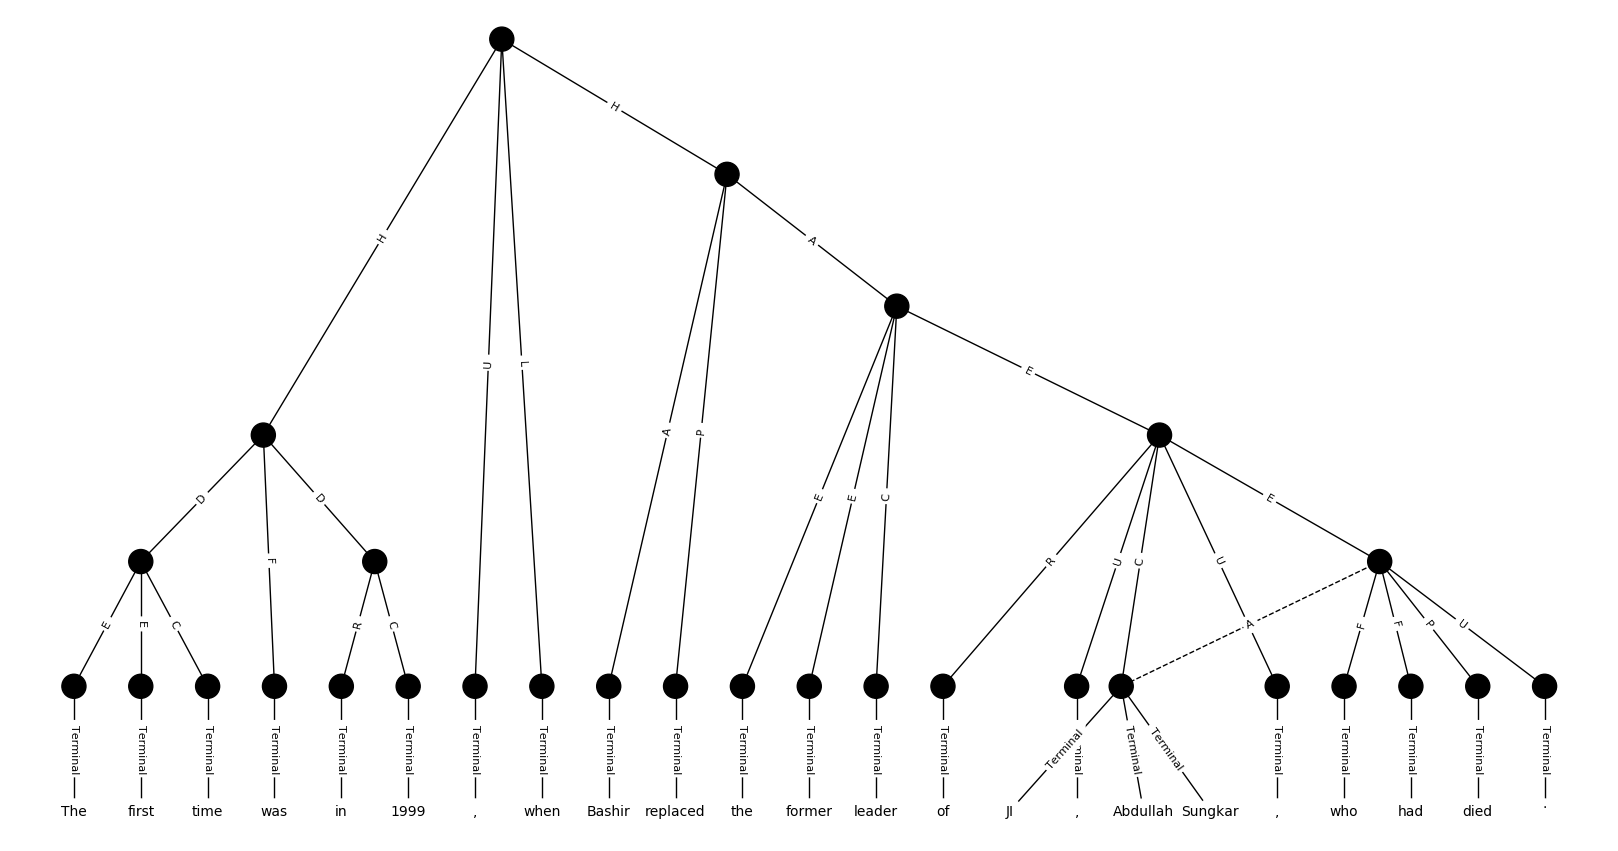 H
A
H
U
L
E
A
P
D
D
E
E
C
E
F
R
U
C
U
E
E
C
R
C
A
F
F
P
U
Terminal Terminal Terminal Terminal Terminal Terminal Terminal Terminal Terminal Terminal Terminal Terminal Terminal Terminal Terminal Terminal Terminal Terminal Terminal Terminal Terminal Terminal
The first time was in 1999 , when Bashir replaced the former leader of JI , Abdullah Sungkar , who had died .